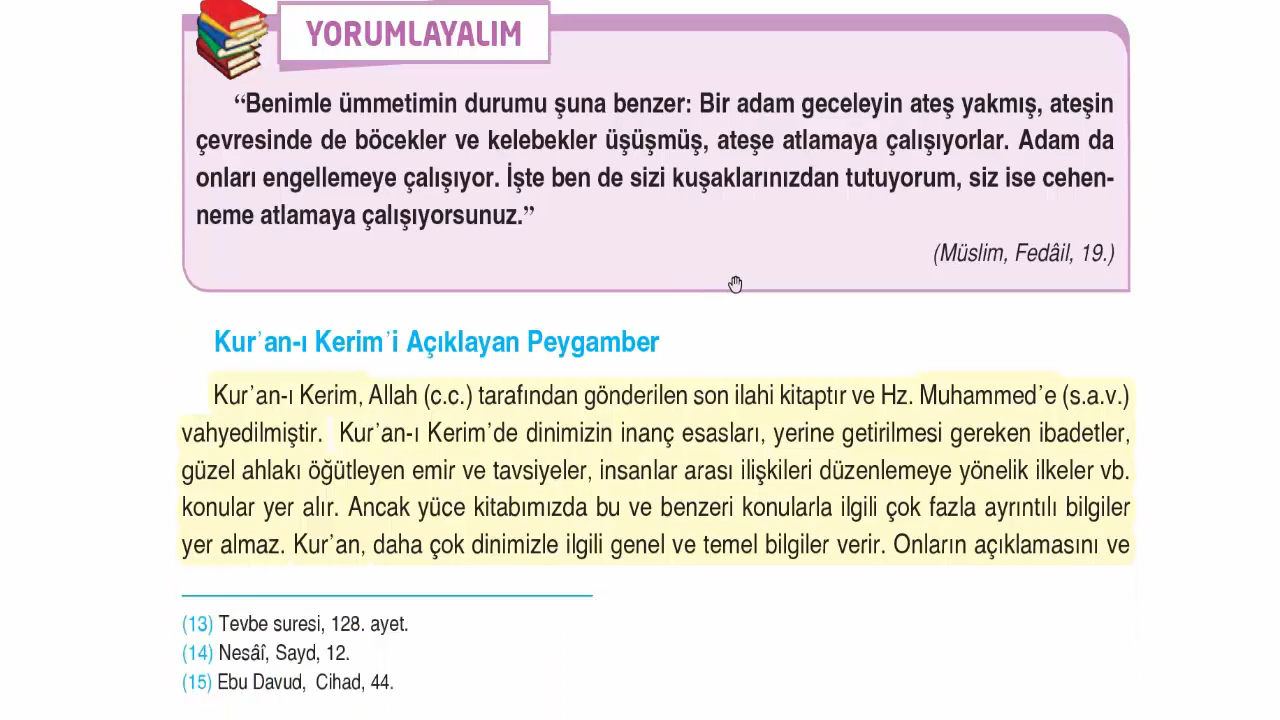 YORUMLAYALIM
“Benimle ümmetimin durumu şuna benzer: Bir adam geceleyin ateş yakmış, ateşin
çevresinde de böcekler ve kelebekler üşüşmüş, ateşe atlamaya çalışıyorlar. Adam da
onları engellemeye çalışıyor. İşte ben de sizi kuşaklarınızdan tutuyorum, siz ise cehen-
neme atlamaya çalışıyorsunuz.”
(Müslim, Fedâil, 19.)
Kur’an-ı Kerim’i Açıklayan Peygamber
Kur’an-ı Kerim, Allah (c.c.) tarafından gönderilen son ilahi kitaptır ve Hz. Muhammed’e (s.a.v.)
vahyedilmiştir. Kur’an-ı Kerim’de dinimizin inanç esasları, yerine getirilmesi gereken ibadetler,
güzel ahlakı öğütleyen emir ve tavsiyeler, insanlar arası ilişkileri düzenlemeye yönelik ilkeler vb.
konular yer alır. Ancak yüce kitabımızda bu ve benzeri konularla ilgili çok fazla ayrıntılı bilgiler
yer almaz. Kur’an, daha çok dinimizle ilgili genel ve temel bilgiler verir. Onların açıklamasını ve
(13) Tevbe suresi, 128. ayet.
(14) Nesâî, Sayd, 12.
(15) Ebu Davud, Cihad, 44.